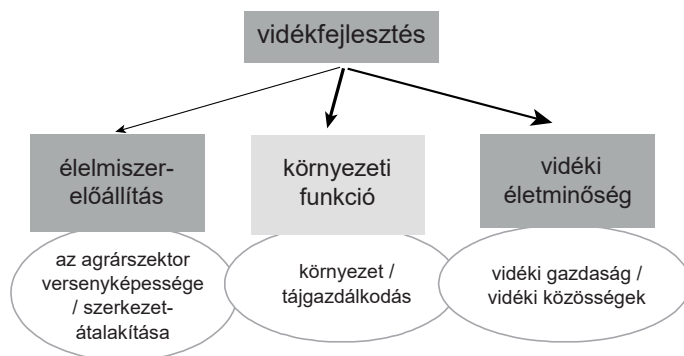 vidékfejlesztés
élelmiszer-
előállítás
környezeti
funkció
vidéki
életminőség
az agrárszektor
versenyképessége
/ szerkezet-
átalakítása
környezet /
tájgazdálkodás
vidéki gazdaság /
vidéki közösségek